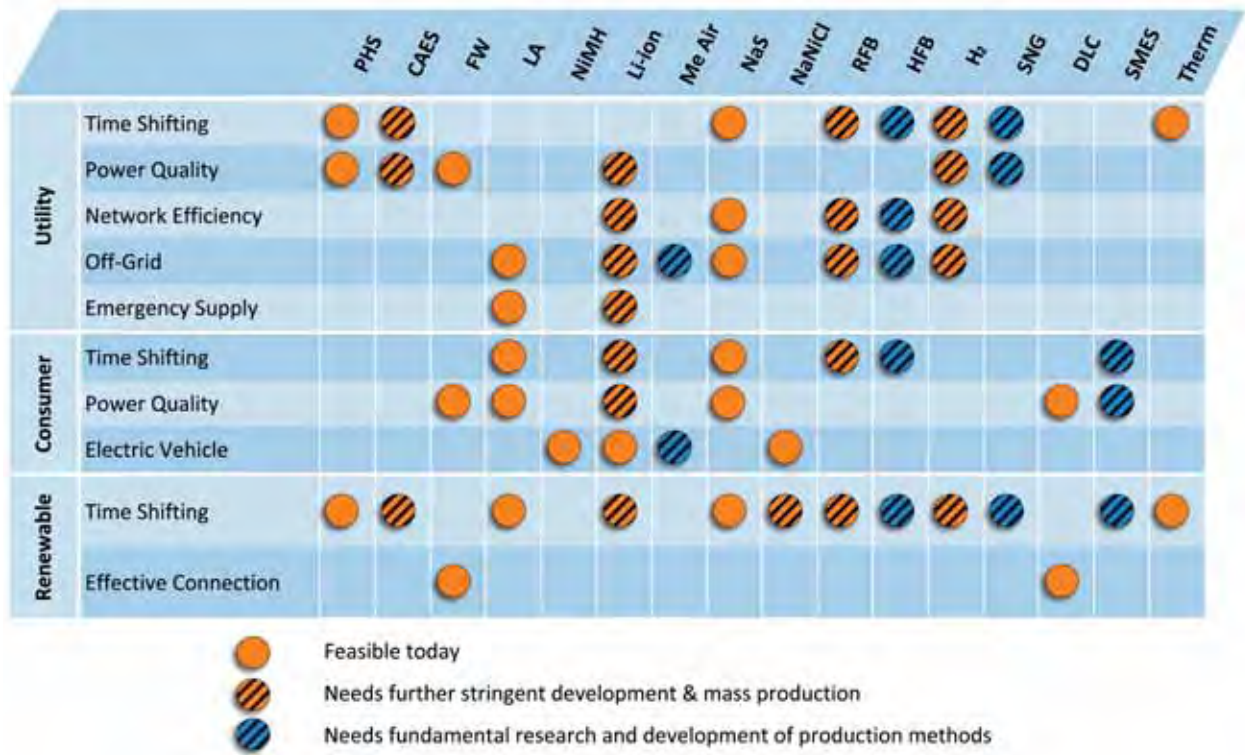 PHS CAES FW LA NiMH Li-ion Me Air NaS NaNiCl RFB HFB H₂ SNG DLC SMES Therm
Utility
Time Shifting
Power Quality
Network Efficiency
Off-Grid
Emergency Supply
Consumer
Time Shifting
Power Quality
Electric Vehicle
Renewable
Time Shifting
Effective Connection
Feasible today
Needs further stringent development & mass production
Needs fundamental research and development of production methods